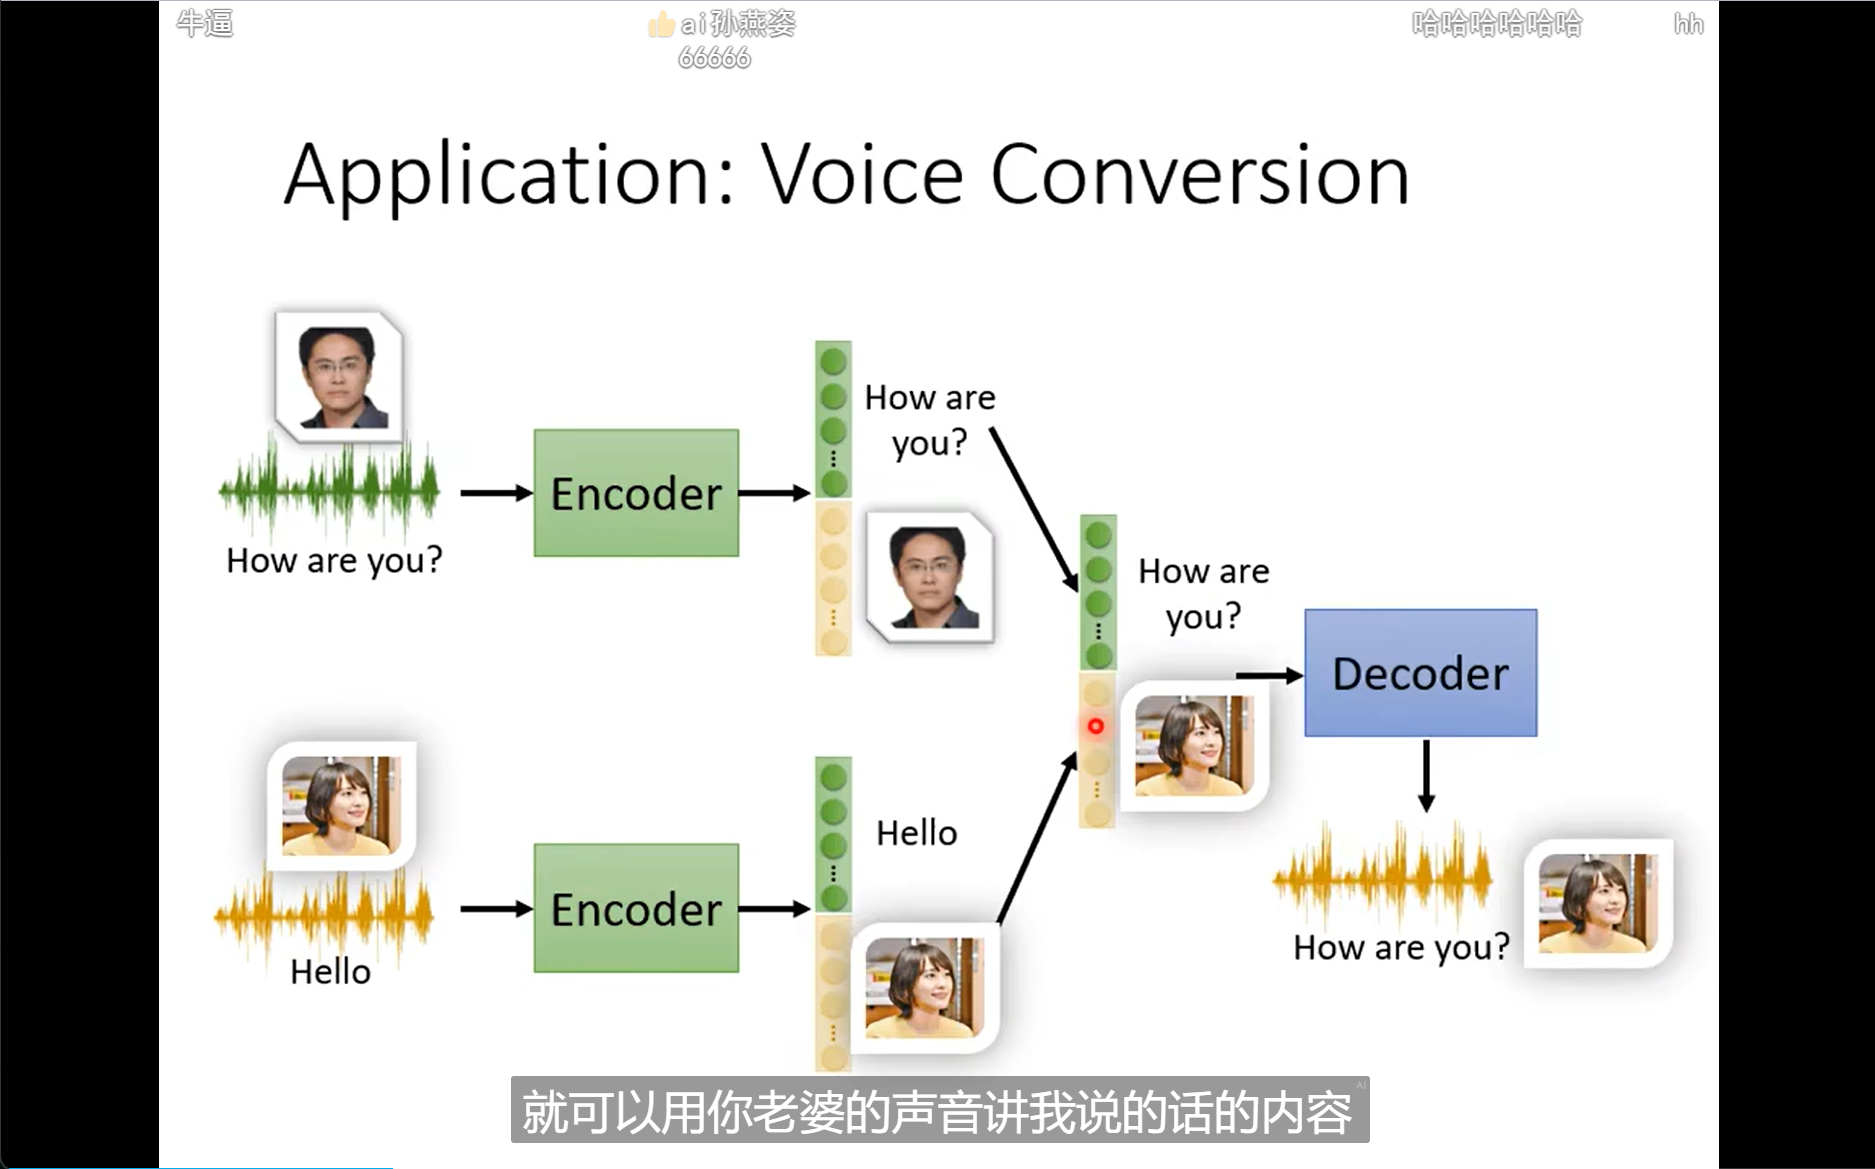 牛逼
👍ai孙燕姿
哈哈哈哈哈哈
hh
66666
Application: Voice Conversion
How are you?
Encoder
How are
you?
How are
you?
Decoder
Hello
Encoder
Hello
How are you?
就可以用你老婆的声音讲我说的话的内容
AI